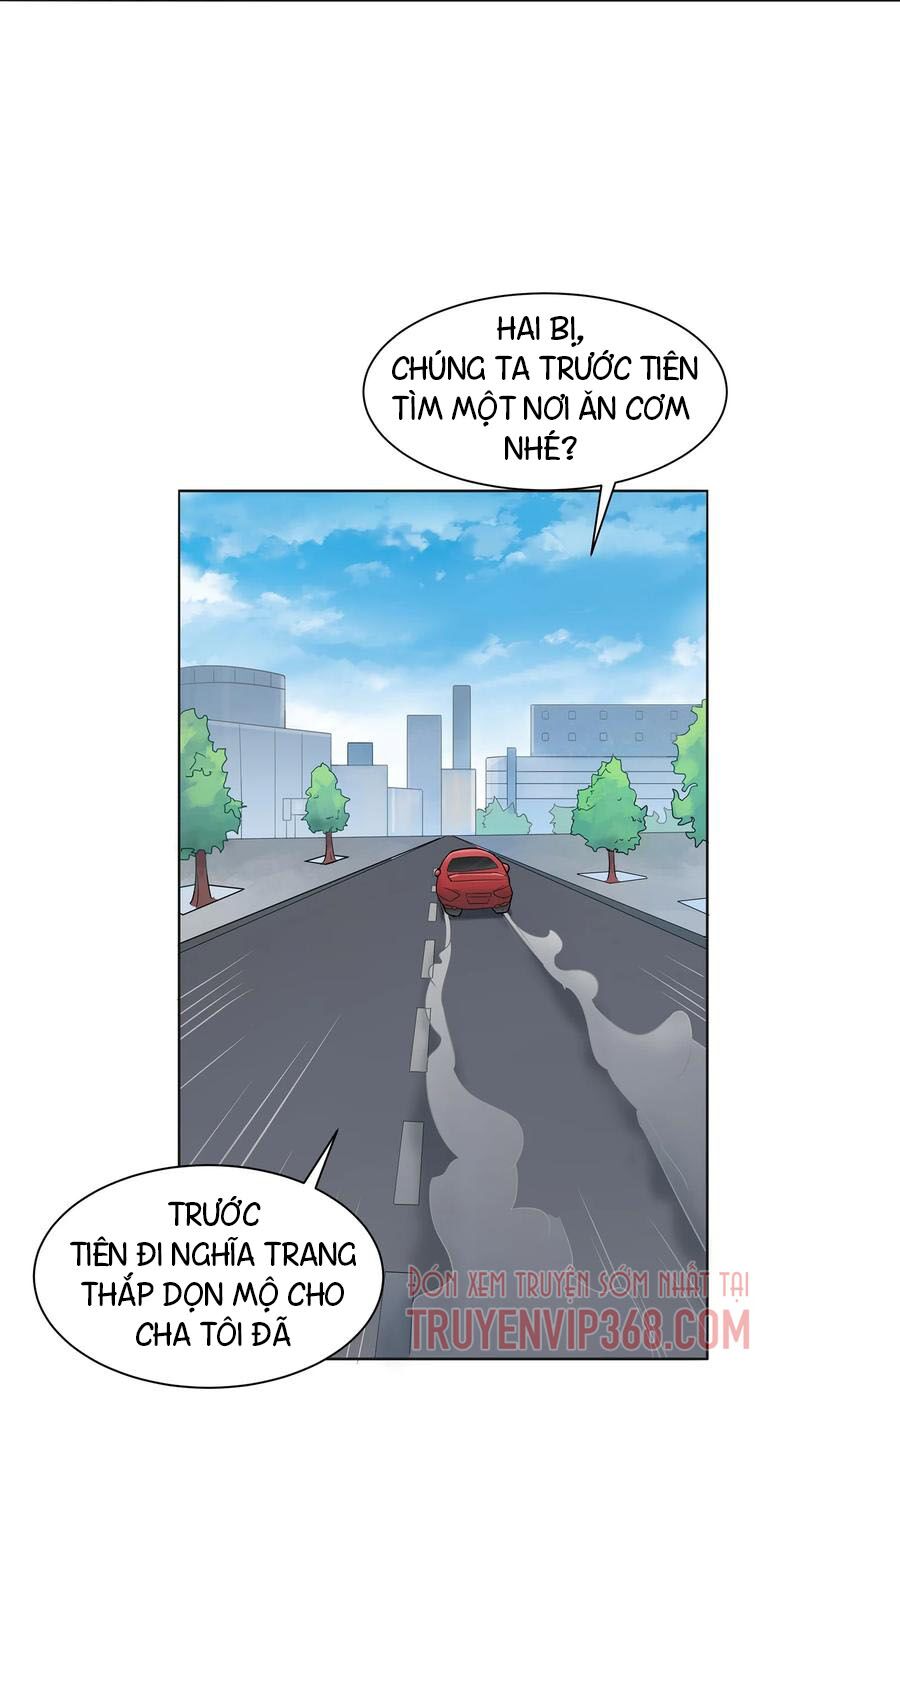 HAI BỊ,
CHÚNG TA TRƯỚC TIÊN
TÌM MỘT NƠI ĂN CƠM
NHÉ?
TRƯỚC
TIÊN ĐI NGHĨA TRANG
THẮP DỌN MỘ CHO
CHA TÔI ĐÃ
ĐÓN XEM TRUYỆN SỚM NHẤT TẠI
TRUYENVIP368.COM